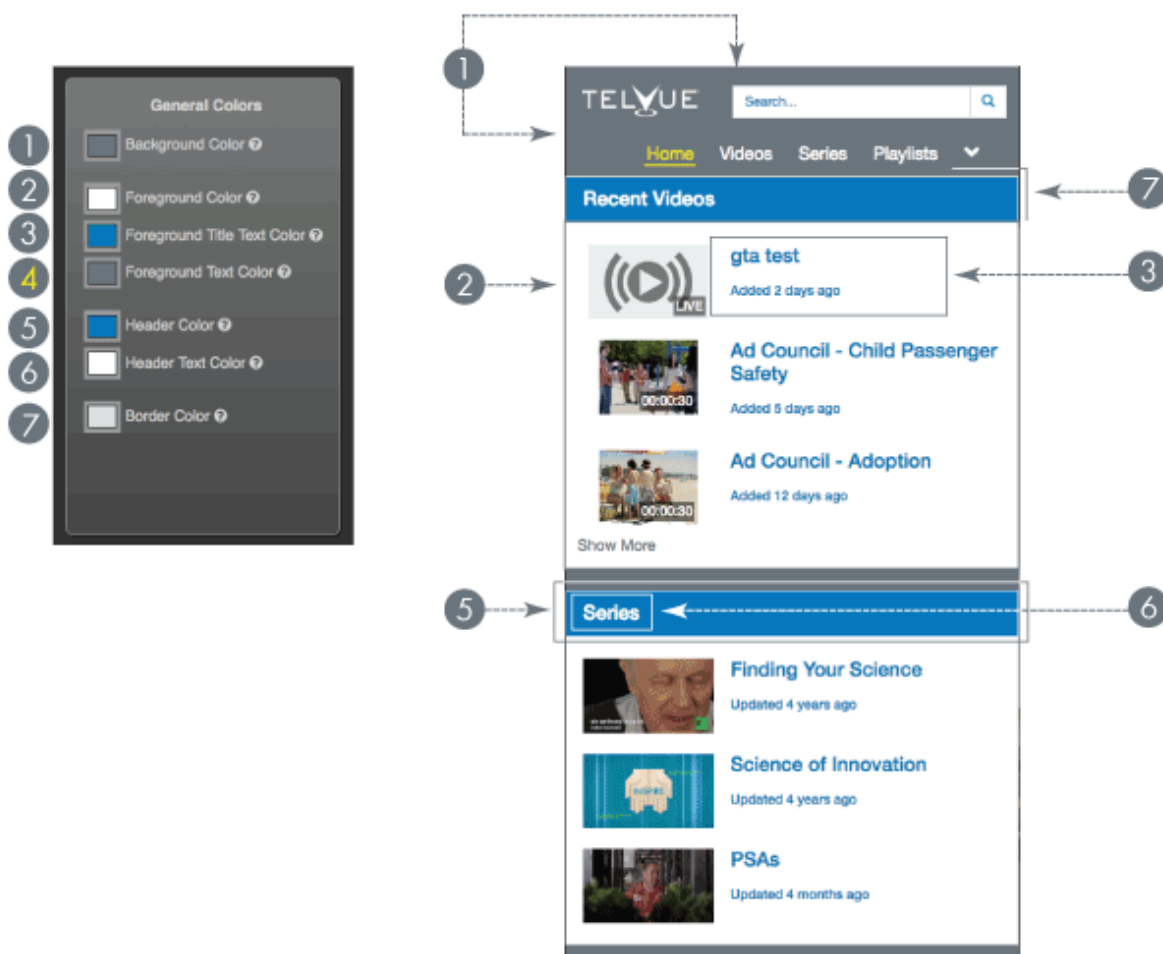 General Colors
1 Background Color ?
2 Foreground Color ?
3 Foreground Title Text Color ?
4 Foreground Text Color ?
5 Header Color ?
6 Header Text Color ?
7 Border Color ?
1
TELVUE Search...
Home Videos Series Playlists
Recent Videos
7
2
LIVE
gta test
Added 2 days ago
3
00:00:30
Ad Council - Child Passenger
Safety
Added 5 days ago
00:00:30
Ad Council - Adoption
Added 12 days ago
Show More
5 Series 6
Finding Your Science
Updated 4 years ago
INSPIRE
Science of Innovation
Updated 4 years ago
PSAs
Updated 4 months ago